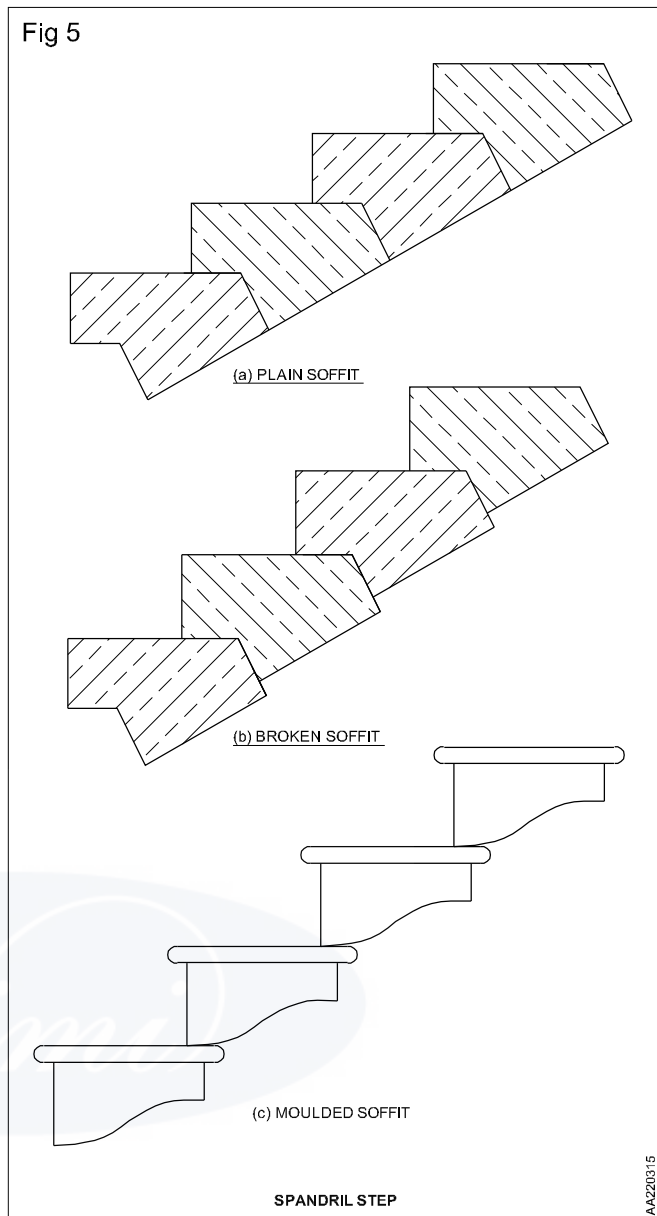 Fig 5
(a) PLAIN SOFFIT
(b) BROKEN SOFFIT
(c) MOULDED SOFFIT
SPANDRIL STEP
AA220315